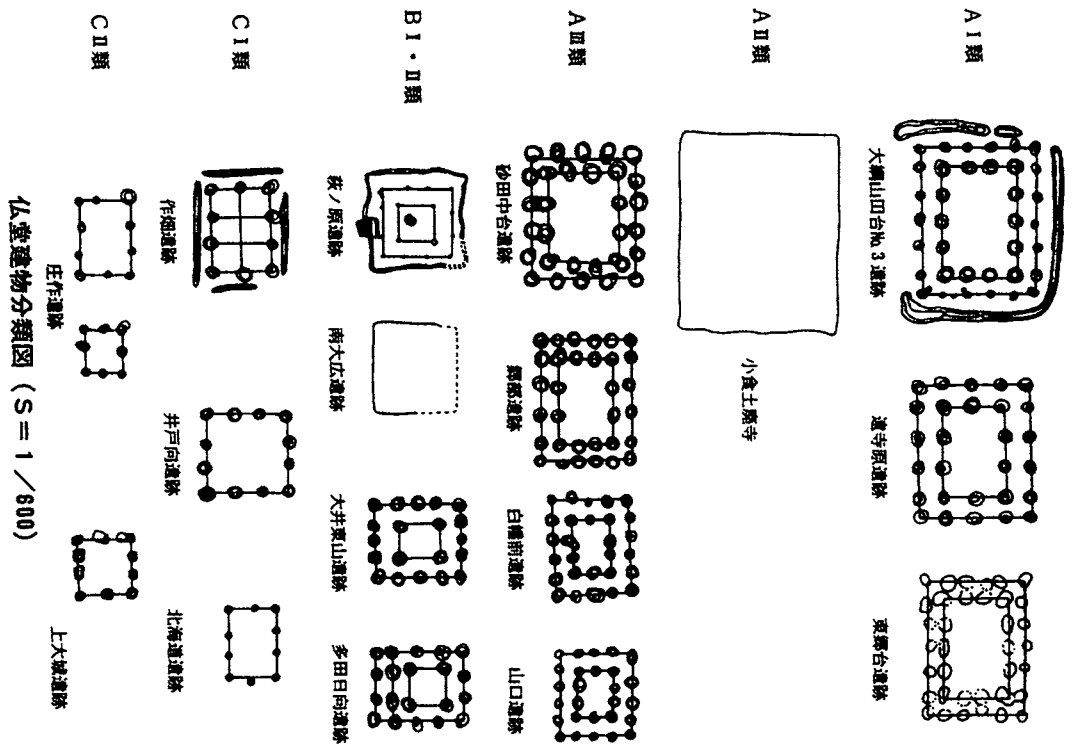 AⅠ類
大網山田台No.3遺跡
遠寺原遺跡
東郷台遺跡
AⅡ類
小食土廃寺
AⅢ類
砂田中台遺跡
郷部遺跡
白幡前遺跡
山口遺跡
BⅠ・Ⅱ類
萩ノ原遺跡
南大広遺跡
大井東山遺跡
多田日向遺跡
CⅠ類
作畑遺跡
井戸向遺跡
北海道遺跡
CⅡ類
庄作遺跡
上大城遺跡
仏堂建物分類図（S＝1／600）